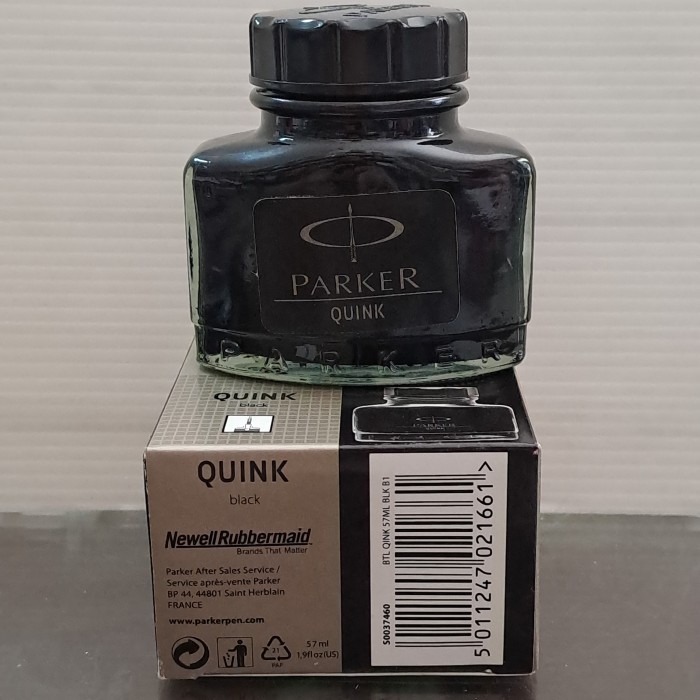 PARKER
QUINK
PARKER
QUINK
black
QUINK
black
NewellRubbermaid
Brands That Matter
Parker After Sales Service /
Service après-vente Parker
BP 44, 44801 Saint Herblain
FRANCE
www.parkerpen.com
21
PAP
57 ml
1,9fl oz(US)
BTL QINK 57ML BLK B1
S0037460
5 011247 021661 >